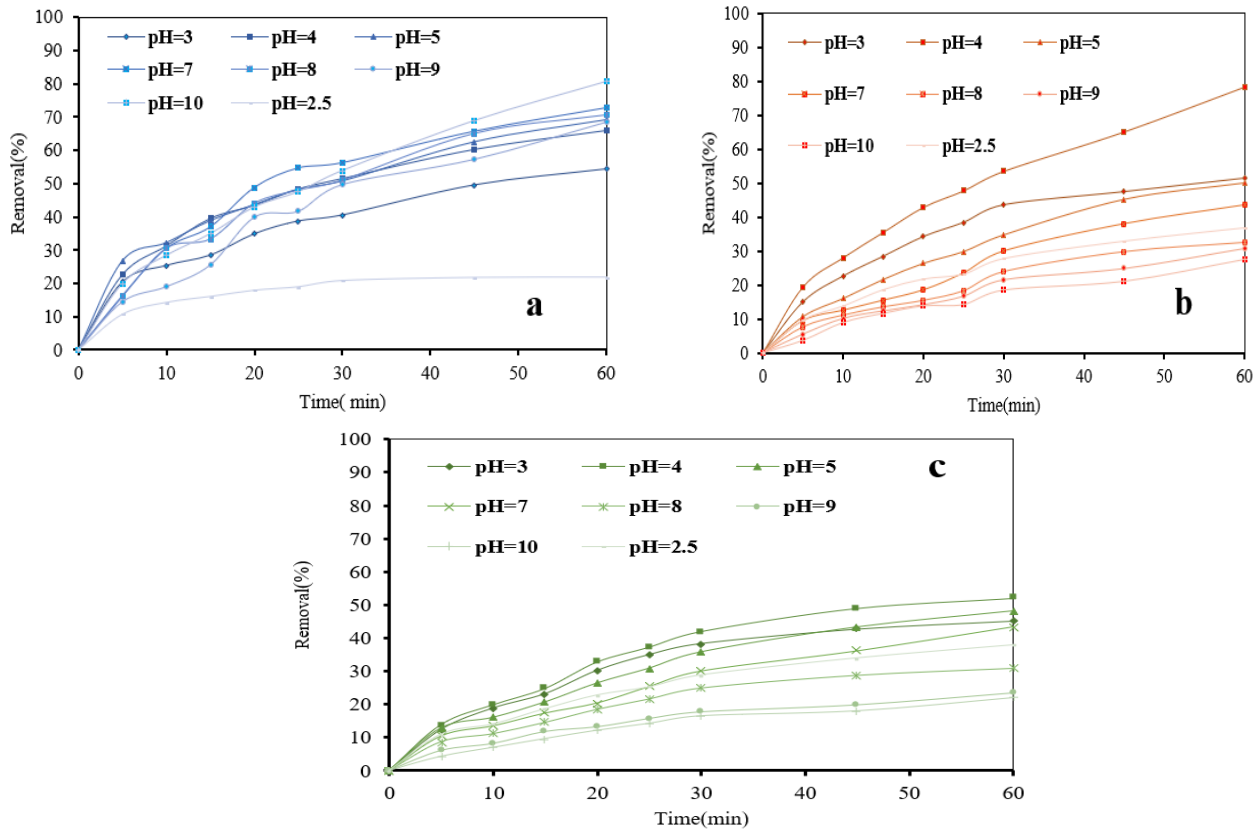 100
90
80
70
60
50
40
30
20
10
0
Removal(%)
pH=3 pH=4 pH=5
pH=7 pH=8 pH=9
pH=10 pH=2.5
a
0 10 20 30 40 50 60
Time( min)
100
90
80
70
60
50
40
30
20
10
0
Removal(%)
pH=3 pH=4 pH=5
pH=7 pH=8 pH=9
pH=10 pH=2.5
b
0 10 20 30 40 50 60
Time(min)
100
90
80
70
60
50
40
30
20
10
0
Removal(%)
c
pH=3 pH=4 pH=5
pH=7 pH=8 pH=9
pH=10 pH=2.5
0 10 20 30 40 50 60
Time(min)